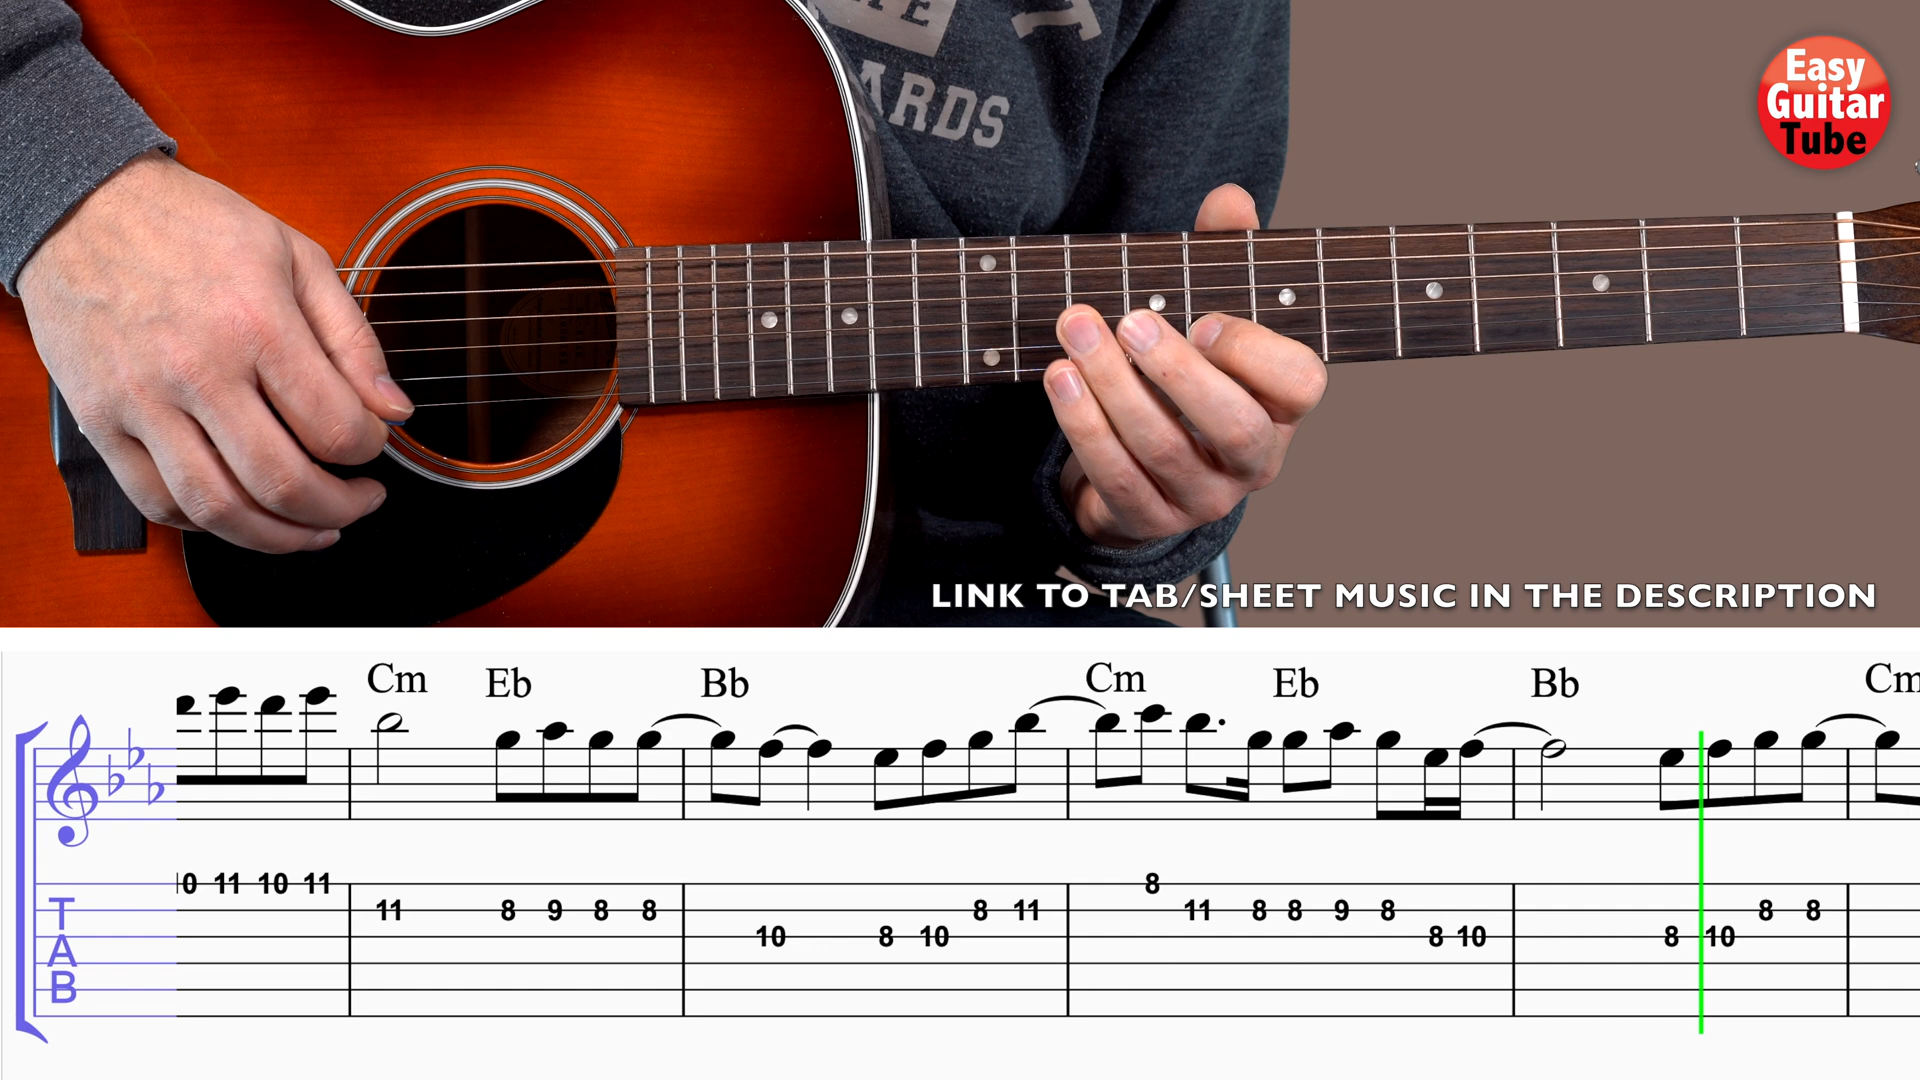 ARDS
Easy
Guitar
Tube
LINK TO TAB/SHEET MUSIC IN THE DESCRIPTION
Cm Eb Bb Cm Eb Bb Cm
0 11 10 11 8
T 11 8 9 8 8 8 11 11 8 8 9 8 8 8
A 10 8 10 8 10 8 10
B